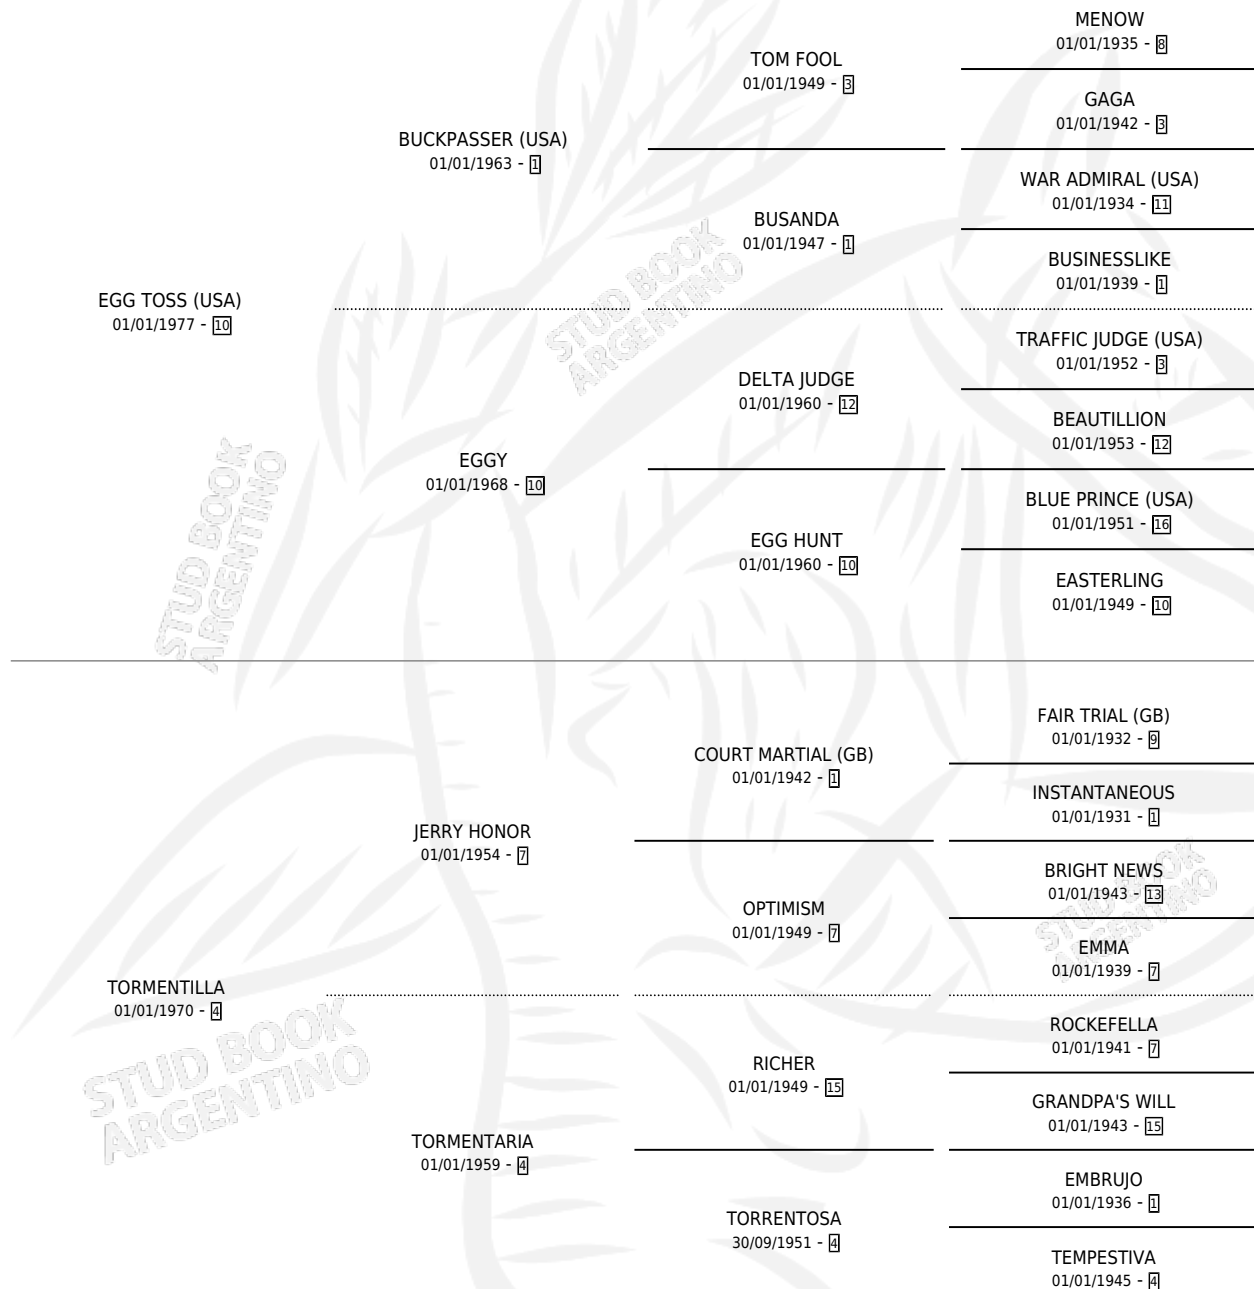 MENOW
01/01/1935 - 8
TOM FOOL
01/01/1949 - 3
GAGA
01/01/1942 - 3
BUCKPASSER (USA)
01/01/1963 - 1
WAR ADMIRAL (USA)
01/01/1934 - 11
BUSANDA
01/01/1947 - 1
BUSINESSLIKE
01/01/1939 - 1
EGG TOSS (USA)
01/01/1977 - 10
TRAFFIC JUDGE (USA)
01/01/1952 - 3
DELTA JUDGE
01/01/1960 - 12
BEAUTILLION
01/01/1953 - 12
EGGY
01/01/1968 - 10
BLUE PRINCE (USA)
01/01/1951 - 16
EGG HUNT
01/01/1960 - 10
EASTERLING
01/01/1949 - 10
FAIR TRIAL (GB)
01/01/1932 - 9
COURT MARTIAL (GB)
01/01/1942 - 1
INSTANTANEOUS
01/01/1931 - 1
JERRY HONOR
01/01/1954 - 7
BRIGHT NEWS
01/01/1943 - 13
OPTIMISM
01/01/1949 - 7
EMMA
01/01/1939 - 7
TORMENTILLA
01/01/1970 - 4
ROCKEFELLA
01/01/1941 - 7
RICHER
01/01/1949 - 15
GRANDPA'S WILL
01/01/1943 - 15
TORMENTARIA
01/01/1959 - 4
EMBRUJO
01/01/1936 - 1
TORRENTOSA
30/09/1951 - 4
TEMPESTIVA
01/01/1945 - 4
STUD BOOK
ARGENTINO
STUD BOOK
ARGENTINO
STUD BOOK
ARGENTINO
STUD BOOK
ARGENTINO